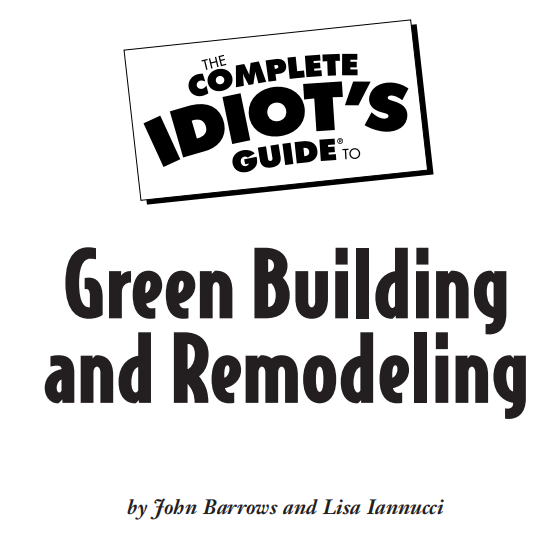 THE
COMPLETE
IDIOT'S
GUIDE® TO
Green Building
and Remodeling
by John Barrows and Lisa Iannucci